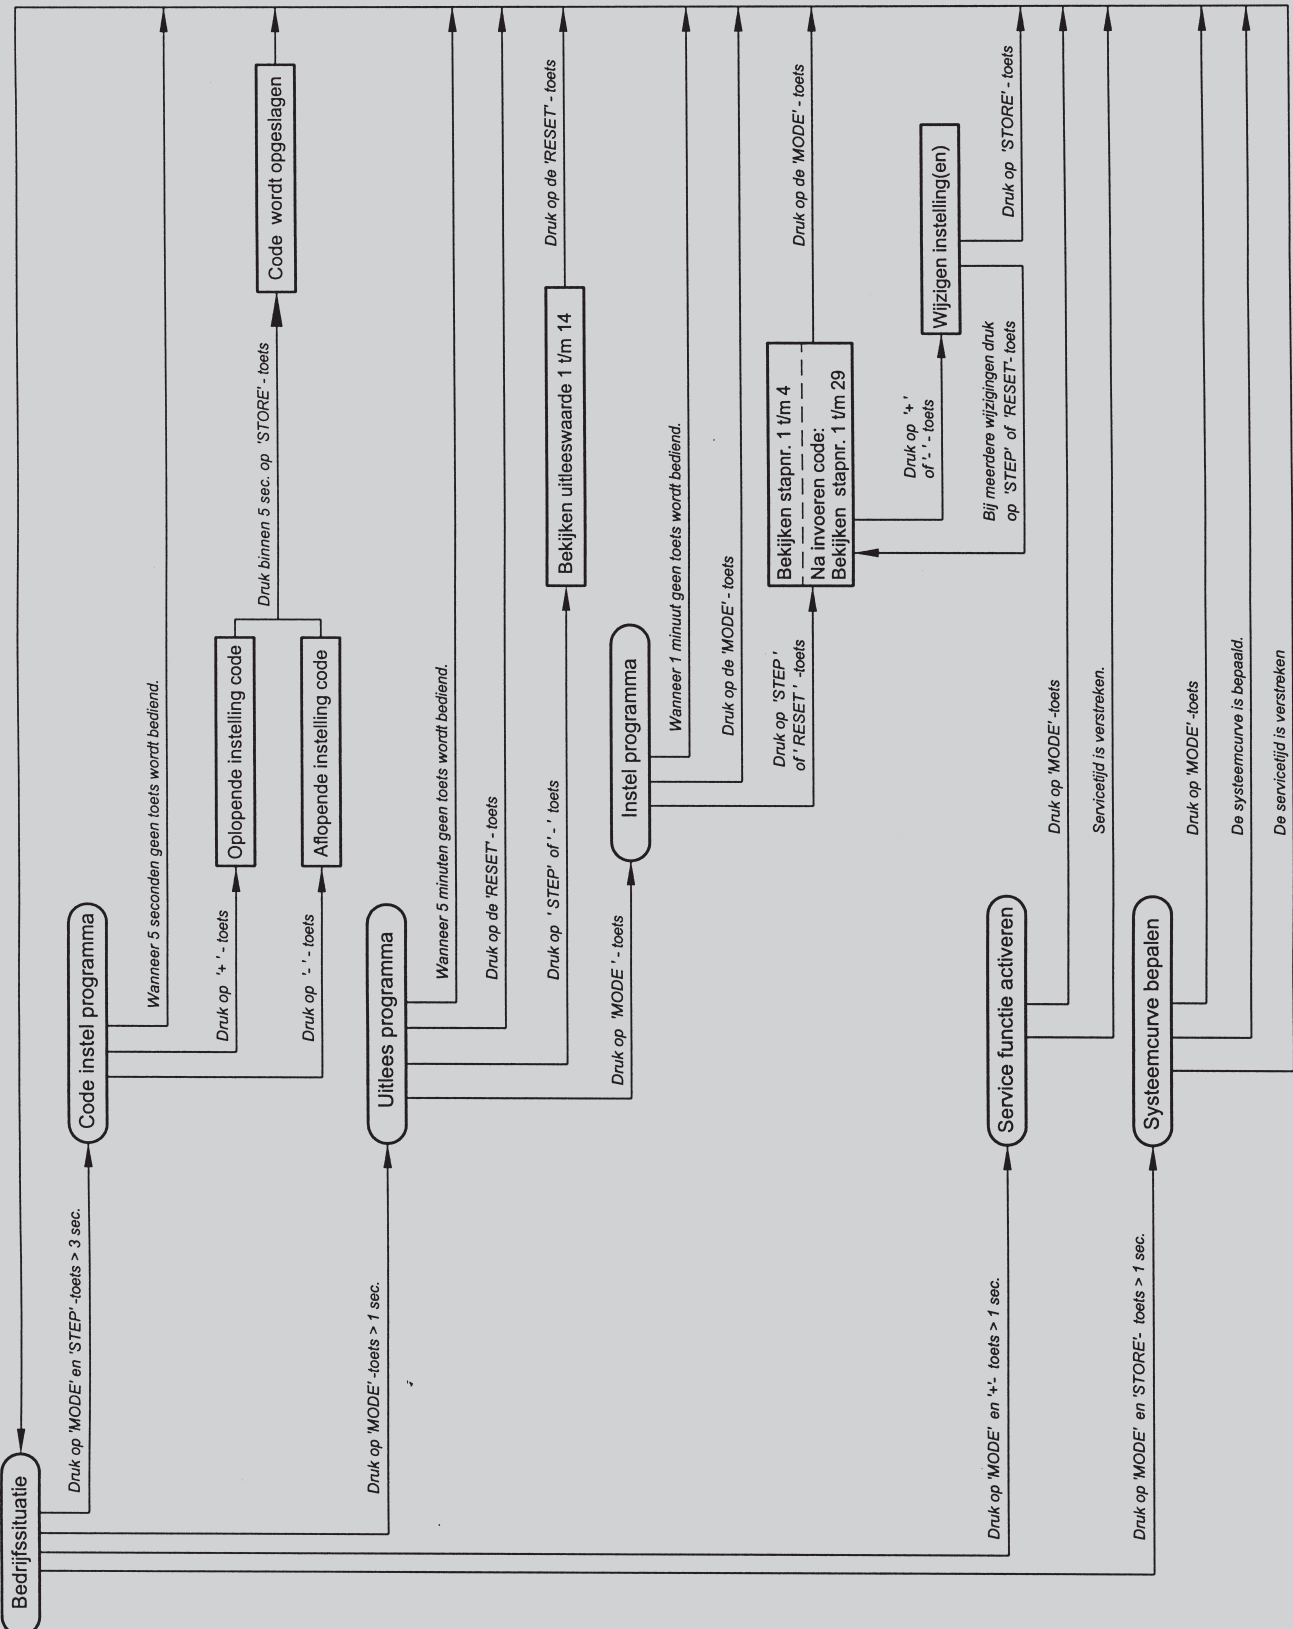 Bedrijfssituatie
Druk op 'MODE' en 'STEP' -toets > 3 sec.
Code instel programma
Wanneer 5 seconden geen toets wordt bediend.
Druk op '+' - toets
Oplopende instelling code
Druk op '-' - toets
Aflopende instelling code
Druk binnen 5 sec. op 'STORE' - toets
Code wordt opgeslagen
Druk op 'MODE' -toets > 1 sec.
Uitlees programma
Wanneer 5 minuten geen toets wordt bediend.
Druk op de 'RESET' - toets
Druk op ' STEP' of ' - ' toets
Bekijken uitleeswaarde 1 t/m 14
Druk op de 'RESET' - toets
Druk op 'MODE ' - toets
Instel programma
Wanneer 1 minuut geen toets wordt bediend.
Druk op de 'MODE' - toets
Druk op 'STEP '
of ' RESET ' -toets
Bekijken stapnr. 1 t/m 4
Na invoeren code:
Bekijken stapnr. 1 t/m 29
Druk op de 'MODE' - toets
Druk op '+'
of '-' - toets
Wijzigen instelling(en)
Bij meerdere wijzigingen druk
op 'STEP' of 'RESET'- toets
Druk op 'STORE' - toets
Druk op 'MODE' en '+'- toets > 1 sec.
Service functie activeren
Druk op 'MODE' -toets
Servicetijd is verstreken.
Druk op 'MODE' en 'STORE'- toets > 1 sec.
Systeemcurve bepalen
Druk op 'MODE' -toets
De systeemcurve is bepaald.
De servicetijd is verstreken